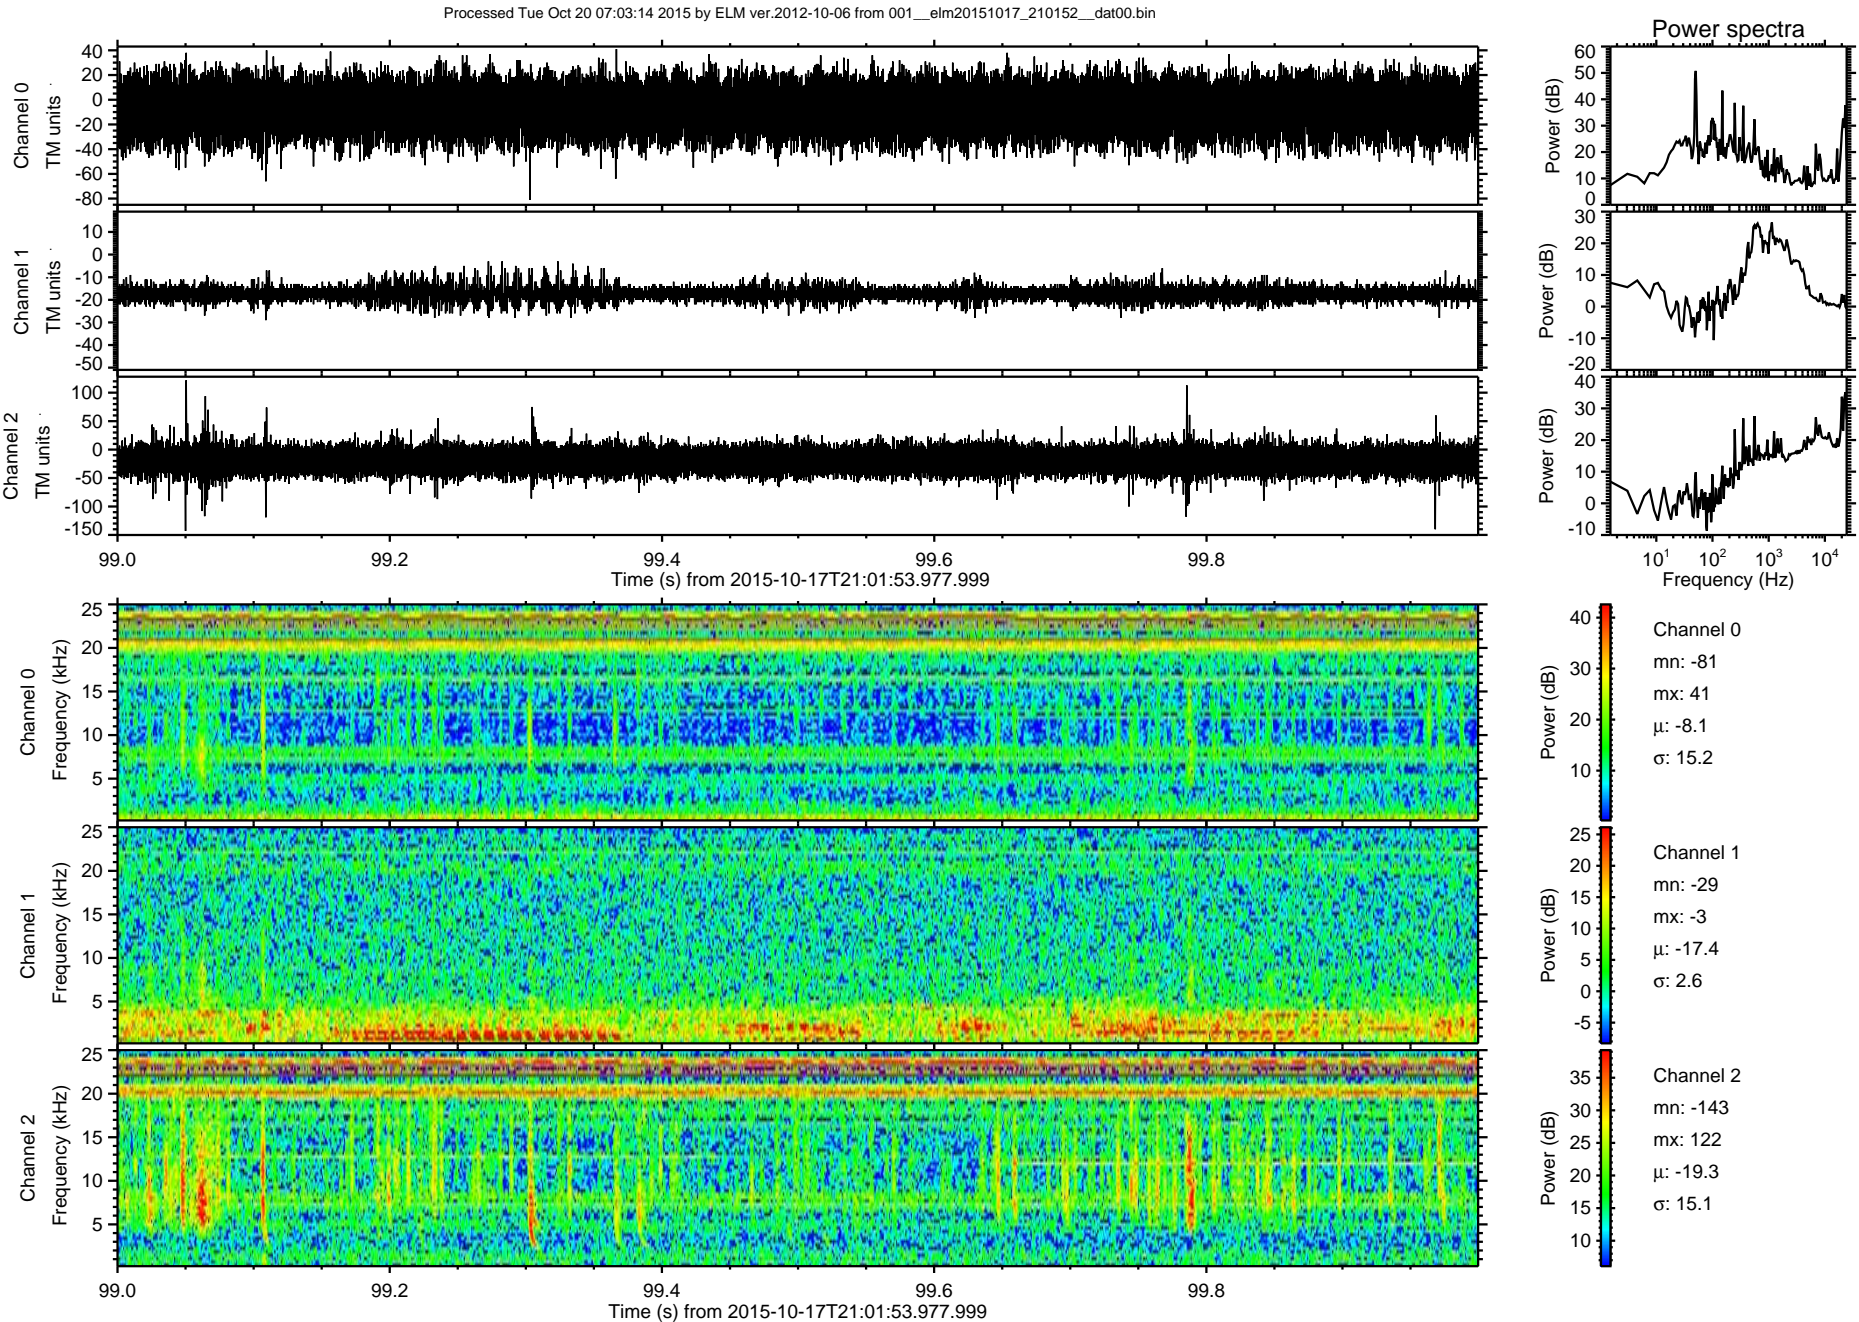 Processed Tue Oct 20 07:03:14 2015 by ELM ver.2012-10-06 from 001__elm20151017_210152__dat00.bin
Power spectra
Channel 0
TM units
40
20
0
-20
-40
-60
-80
Power (dB)
60
50
40
30
20
10
0
Channel 1
TM units
10
0
-10
-20
-30
-40
-50
Power (dB)
30
20
10
0
-10
-20
Channel 2
TM units
100
50
0
-50
-100
-150
Power (dB)
40
30
20
10
0
-10
99.0 99.2 99.4 99.6 99.8
Time (s) from 2015-10-17T21:01:53.977.999
10¹ 10² 10³ 10⁴
Frequency (Hz)
Channel 0
Frequency (kHz)
25
20
15
10
5
Power (dB)
40
30
20
10
Channel 0
mn: -81
mx: 41
µ: -8.1
σ: 15.2
Channel 1
Frequency (kHz)
25
20
15
10
5
Power (dB)
25
20
15
10
5
0
-5
Channel 1
mn: -29
mx: -3
µ: -17.4
σ: 2.6
Channel 2
Frequency (kHz)
25
20
15
10
5
Power (dB)
35
30
25
20
15
10
Channel 2
mn: -143
mx: 122
µ: -19.3
σ: 15.1
99.0 99.2 99.4 99.6 99.8
Time (s) from 2015-10-17T21:01:53.977.999